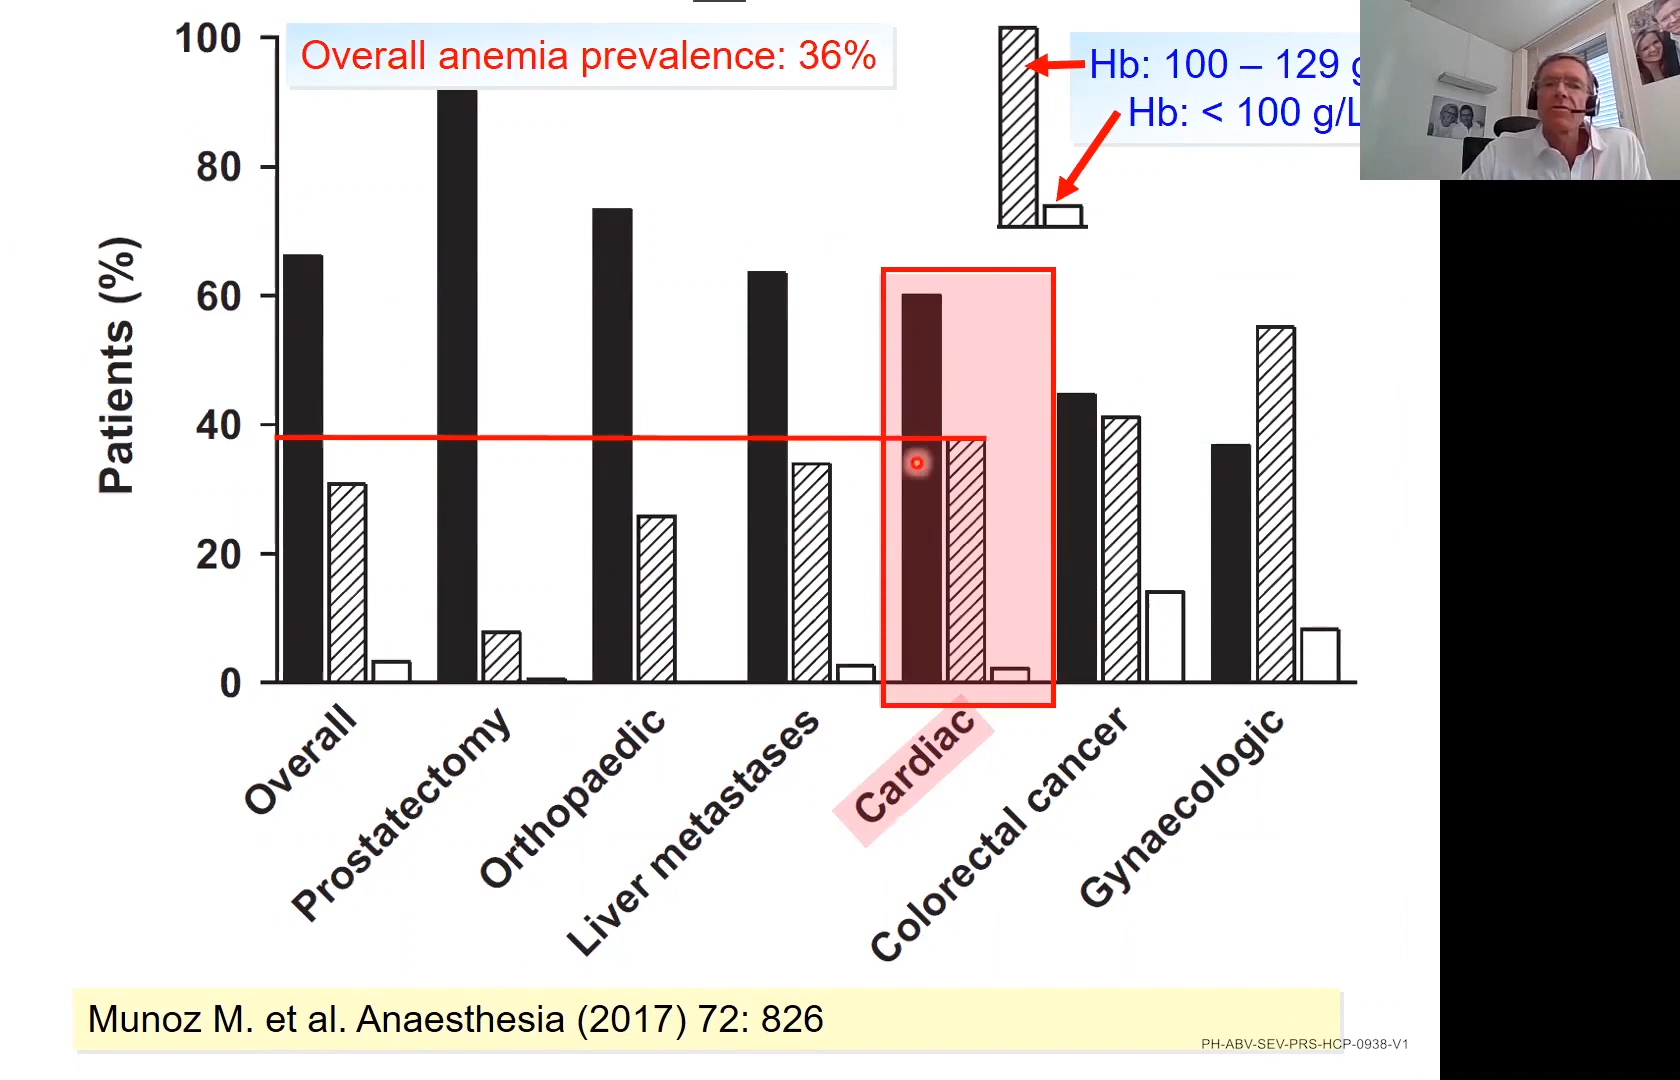 Overall anemia prevalence: 36%
Hb: 100 – 129
Hb: < 100 g/L
Patients (%)
100
80
60
40
20
0
Overall
Prostatectomy
Orthopaedic
Liver metastases
Cardiac
Colorectal cancer
Gynaecologic
Munoz M. et al. Anaesthesia (2017) 72: 826
PH-ABV-SEV-PRS-HCP-0938-V1